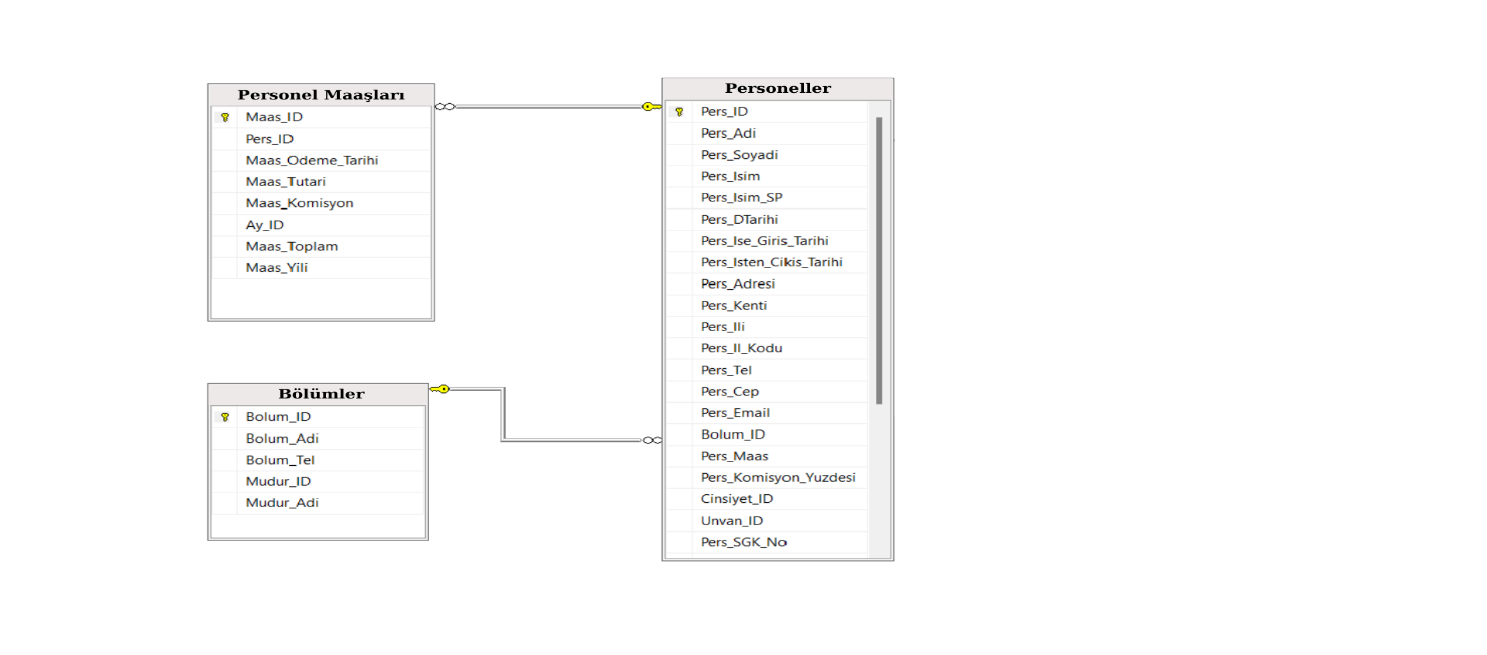 Personel Maaşları
Maas_ID
Pers_ID
Maas_Odeme_Tarihi
Maas_Tutari
Maas_Komisyon
Ay_ID
Maas_Toplam
Maas_Yili
Personeller
Pers_ID
Pers_Adi
Pers_Soyadi
Pers_Isim
Pers_Isim_SP
Pers_DTarihi
Pers_Ise_Giris_Tarihi
Pers_Isten_Cikis_Tarihi
Pers_Adresi
Pers_Kenti
Pers_Ili
Pers_Il_Kodu
Pers_Tel
Pers_Cep
Pers_Email
Bolum_ID
Pers_Maas
Pers_Komisyon_Yuzdesi
Cinsiyet_ID
Unvan_ID
Pers_SGK_No
Bölümler
Bolum_ID
Bolum_Adi
Bolum_Tel
Mudur_ID
Mudur_Adi